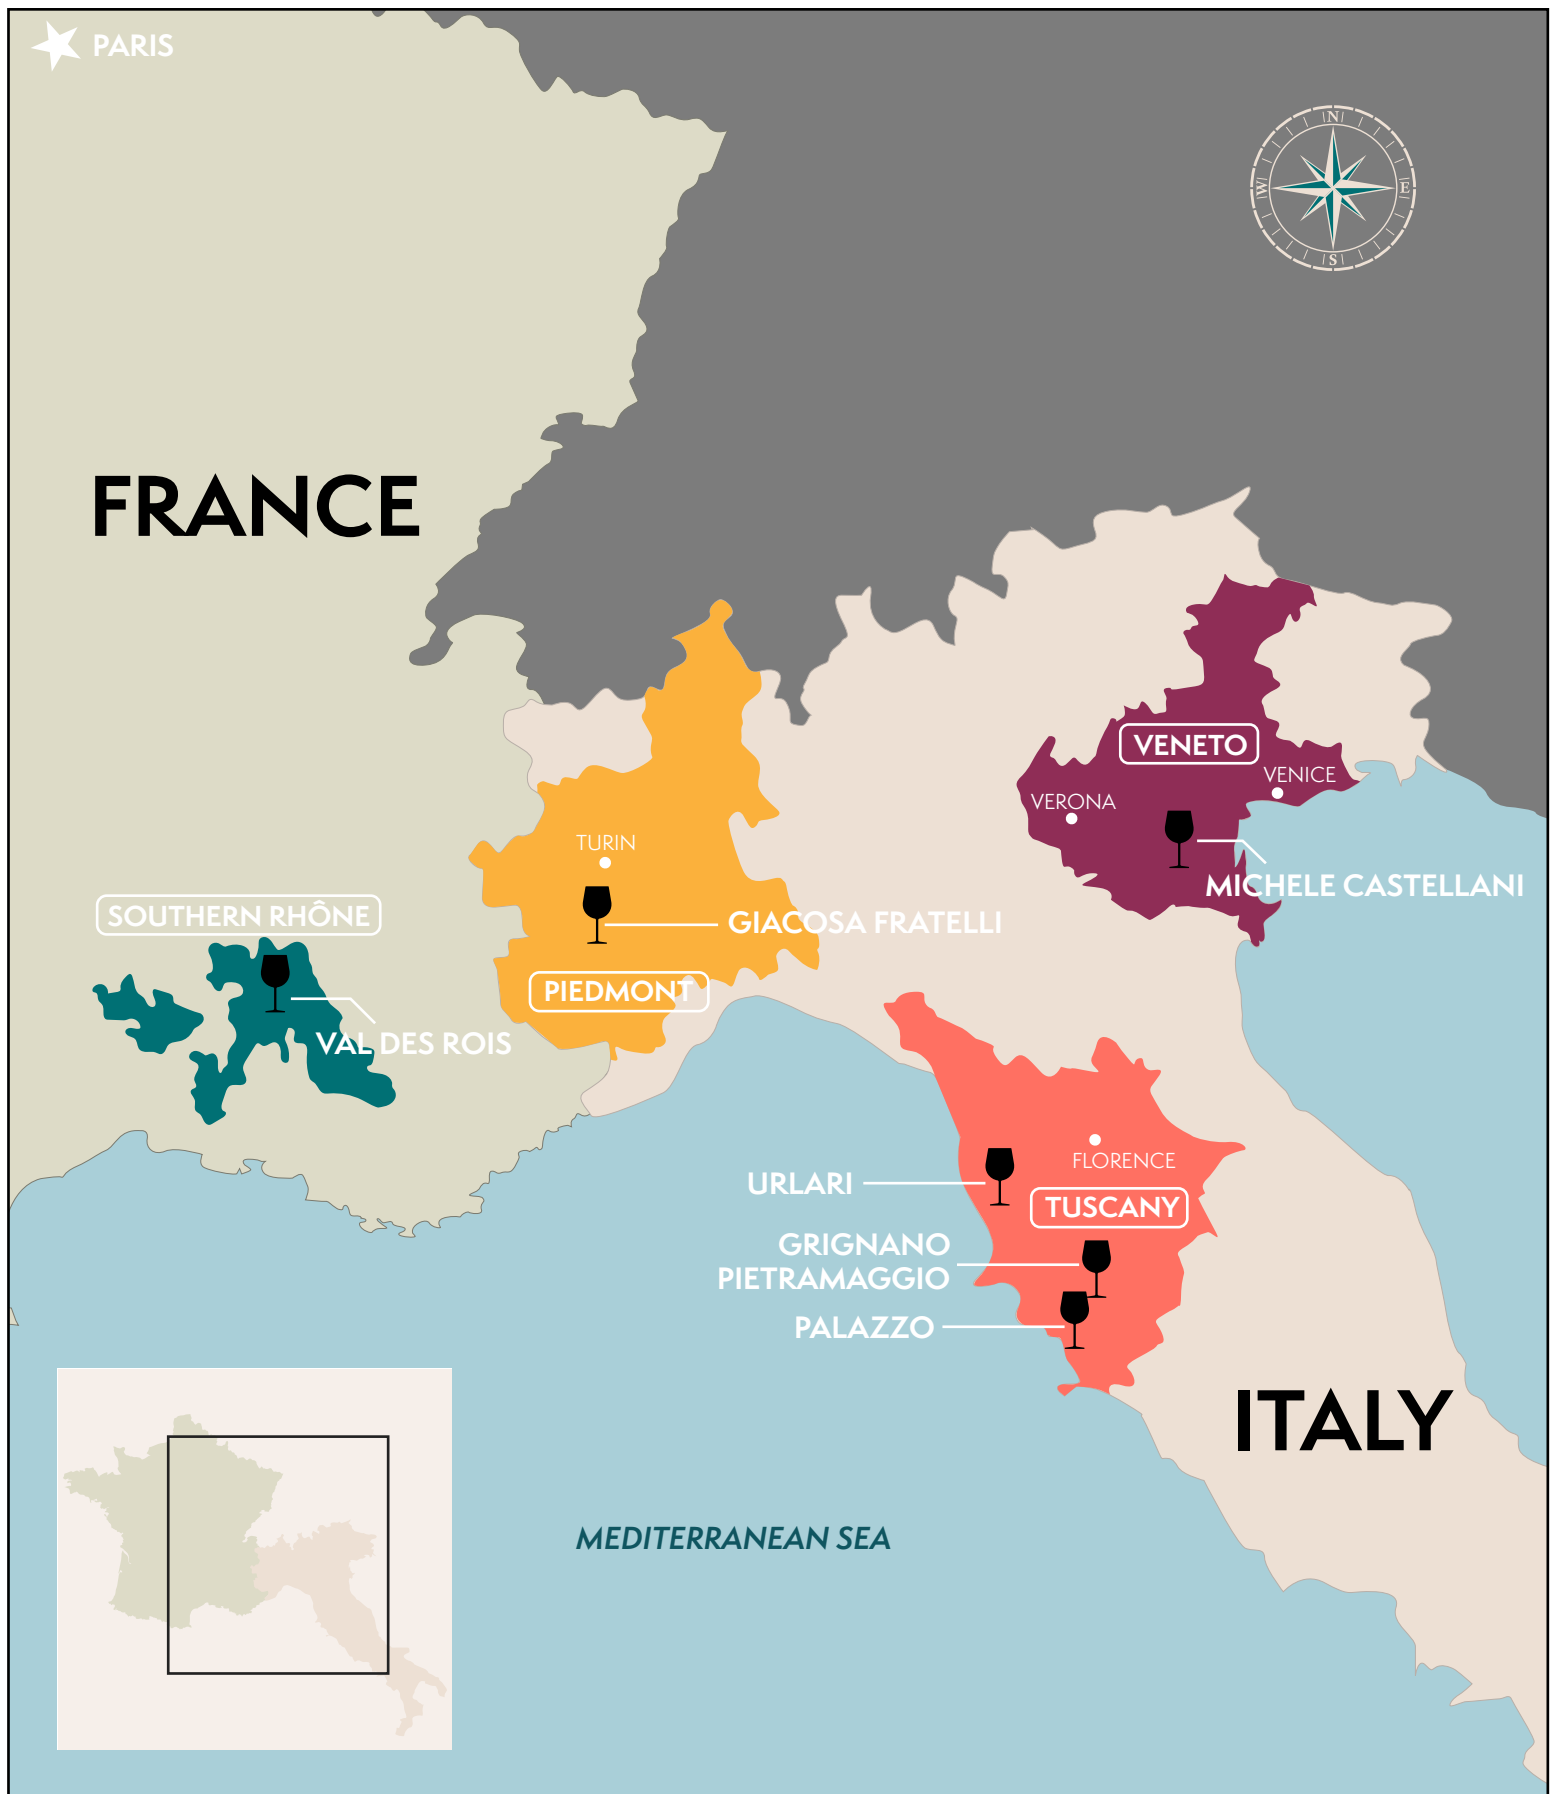 PARIS
N
W
E
S
FRANCE
VENETO
VENICE
VERONA
TURIN
MICHELE CASTELLANI
SOUTHERN RHÔNE
GIACOSA FRATELLI
PIEDMONT
VAL DES ROIS
FLORENCE
URLARI
TUSCANY
GRIGNANO
PIETRAMAGGIO
PALAZZO
ITALY
MEDITERRANEAN SEA